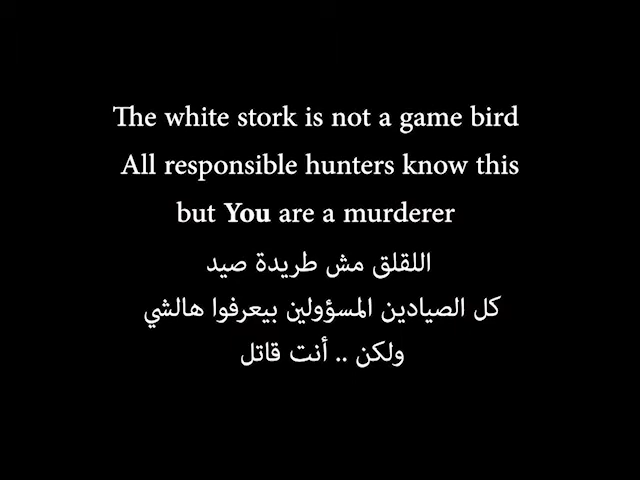 The white stork is not a game bird
All responsible hunters know this
but You are a murderer
اللقلق مش طريدة صيد
كل الصيادين المسؤولين بيعرفوا هالشي
ولكن .. أنت قاتل